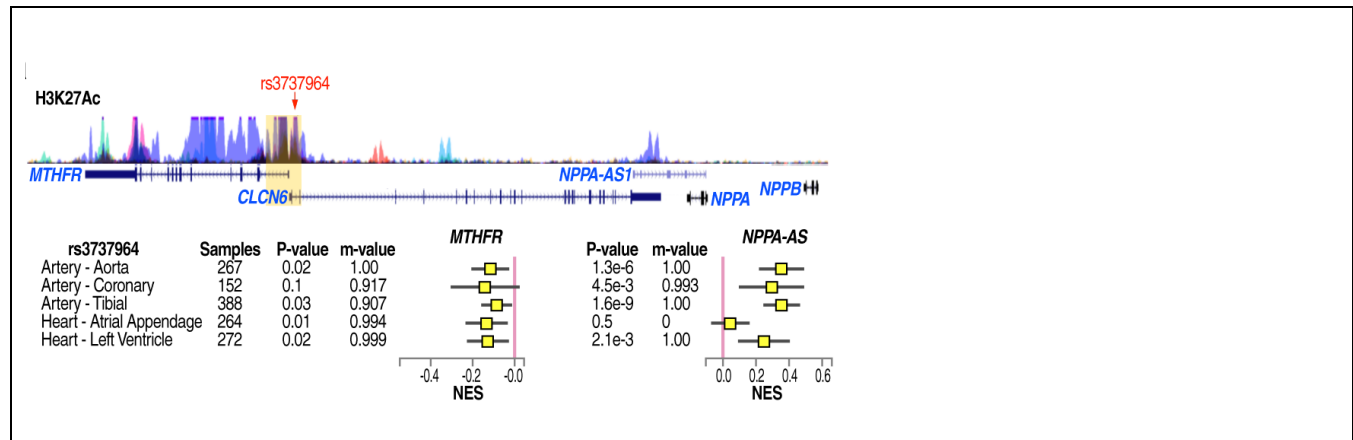 rs3737964
H3K27Ac
MTHFR
NPPA-AS1
CLCN6
NPPA
NPPB
MTHFR
NPPA-AS
rs3737964 Samples P-value m-value P-value m-value
Artery - Aorta 267 0.02 1.00 1.3e-6 1.00
Artery - Coronary 152 0.1 0.917 4.5e-3 0.993
Artery - Tibial 388 0.03 0.907 1.6e-9 1.00
Heart - Atrial Appendage 264 0.01 0.994 0.5 0
Heart - Left Ventricle 272 0.02 0.999 2.1e-3 1.00
-0.4 -0.2 -0.0 0.0 0.2 0.4 0.6
NES NES